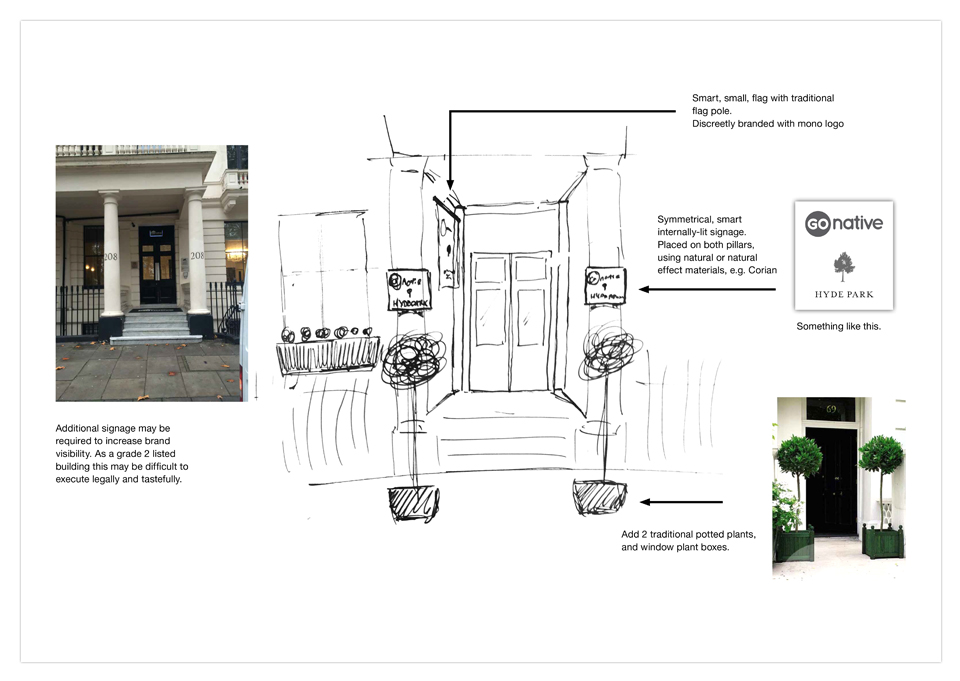 Smart, small, flag with traditional
flag pole.
Discreetly branded with mono logo
Symmetrical, smart
internally-lit signage.
Placed on both pillars,
using natural or natural
effect materials, e.g. Corian
GO native
HYDE PARK
Something like this.
208
208
GO NATIVE
HYDEPARK
Additional signage may be
required to increase brand
visibility. As a grade 2 listed
building this may be difficult to
execute legally and tastefully.
69
Add 2 traditional potted plants,
and window plant boxes.